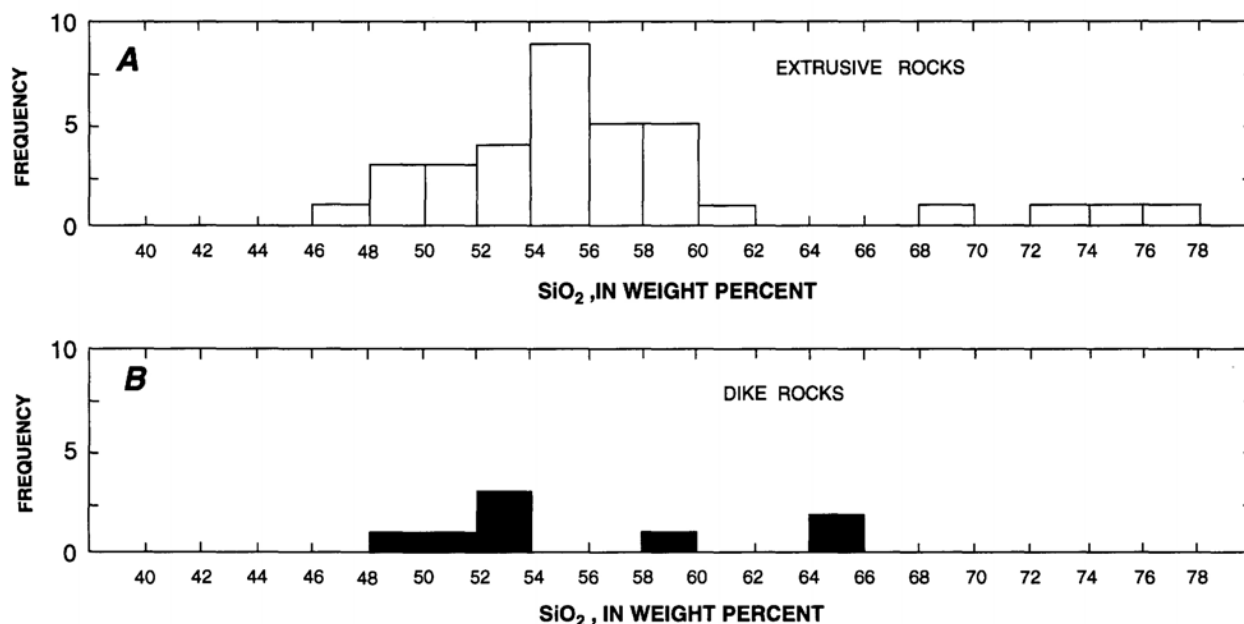 10
A
EXTRUSIVE ROCKS
FREQUENCY
5
0
40 42 44 46 48 50 52 54 56 58 60 62 64 66 68 70 72 74 76 78
SiO2 ,IN WEIGHT PERCENT
10
B
DIKE ROCKS
FREQUENCY
5
0
40 42 44 46 48 50 52 54 56 58 60 62 64 66 68 70 72 74 76 78
SiO2 , IN WEIGHT PERCENT